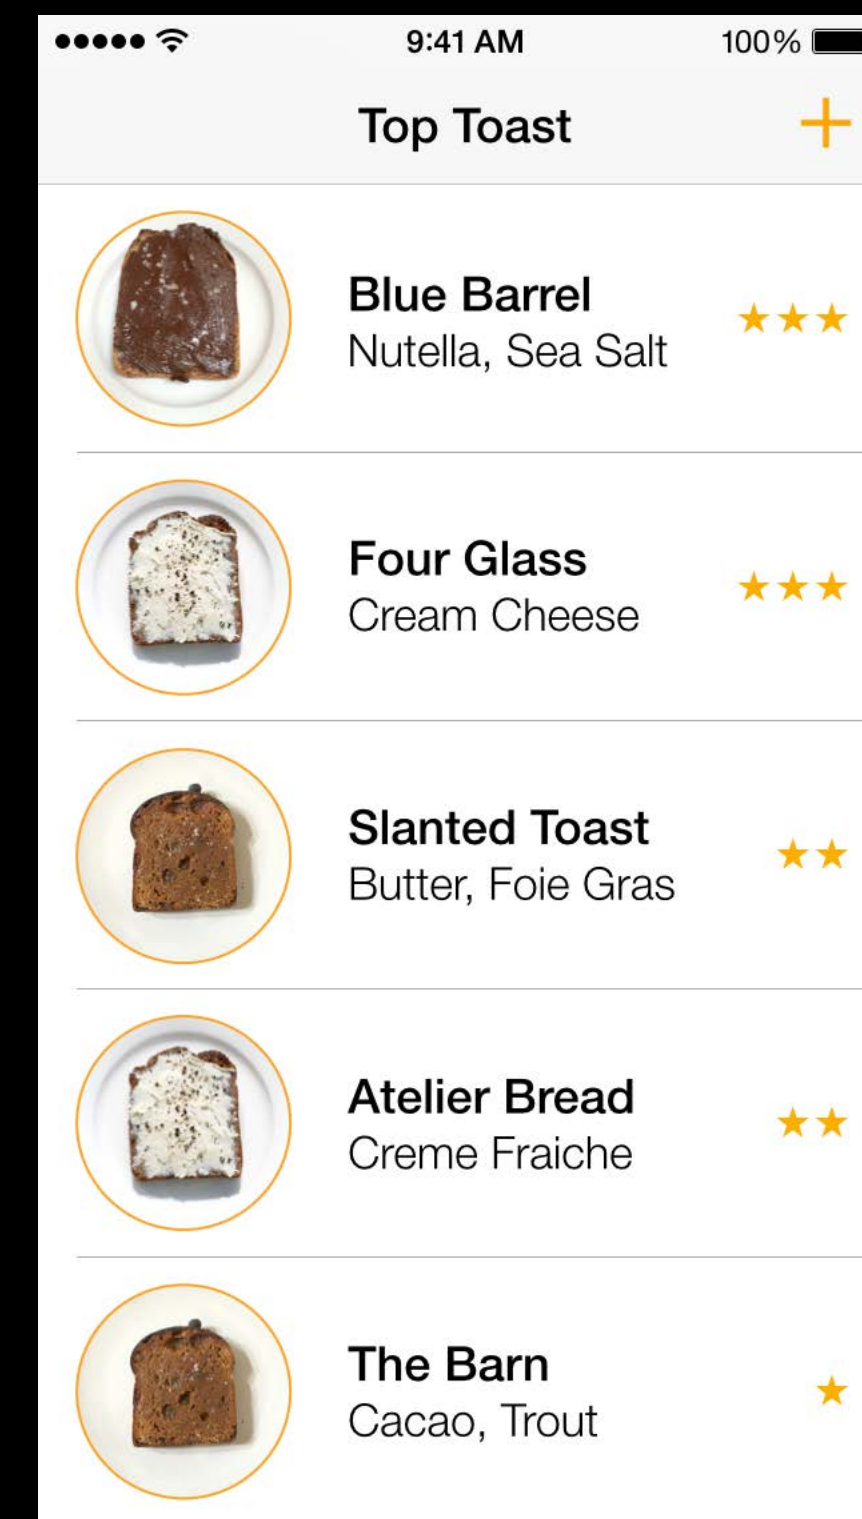 9:41 AM 100%
Top Toast
Blue Barrel
Nutella, Sea Salt
Four Glass
Cream Cheese
Slanted Toast
Butter, Foie Gras
Atelier Bread
Creme Fraiche
The Barn
Cacao, Trout